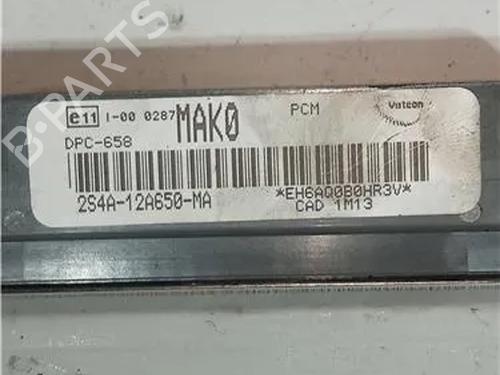 e11 I-00 0287 MAK0 PCM Visteon
DPC-658
2S4A-12A650-MA *EH6AQ0B0HR3V*
CAD 1M13
B-PARTS